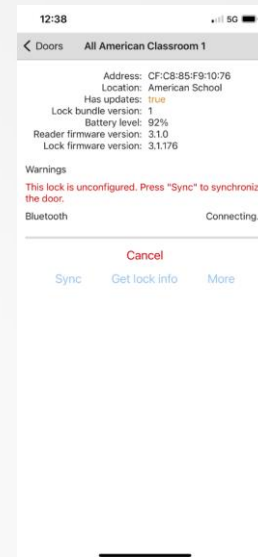 12:38
5G
Doors All American Classroom 1
Address: CF:C8:85:F9:10:76
Location: American School
Has updates: true
Lock bundle version: 1
Battery level: 92%
Reader firmware version: 3.1.0
Lock firmware version: 3.1.176
Warnings
This lock is unconfigured. Press "Sync" to synchroniz
the door.
Bluetooth Connecting.
Cancel
Sync Get lock info More